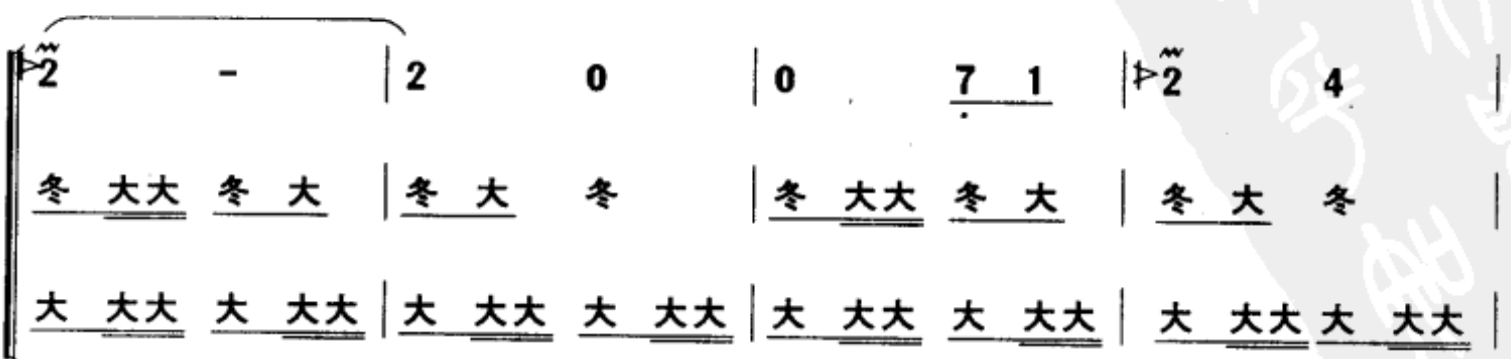 2 - | 2 0 | 0 7 1 | 2 4 |
冬 大大 冬 大 | 冬 大 冬 | 冬 大大 冬 大 | 冬 大 冬 |
大 大大 大 大大 | 大 大大 大 大大 | 大 大大 大 大大 | 大 大大 大 大大 |